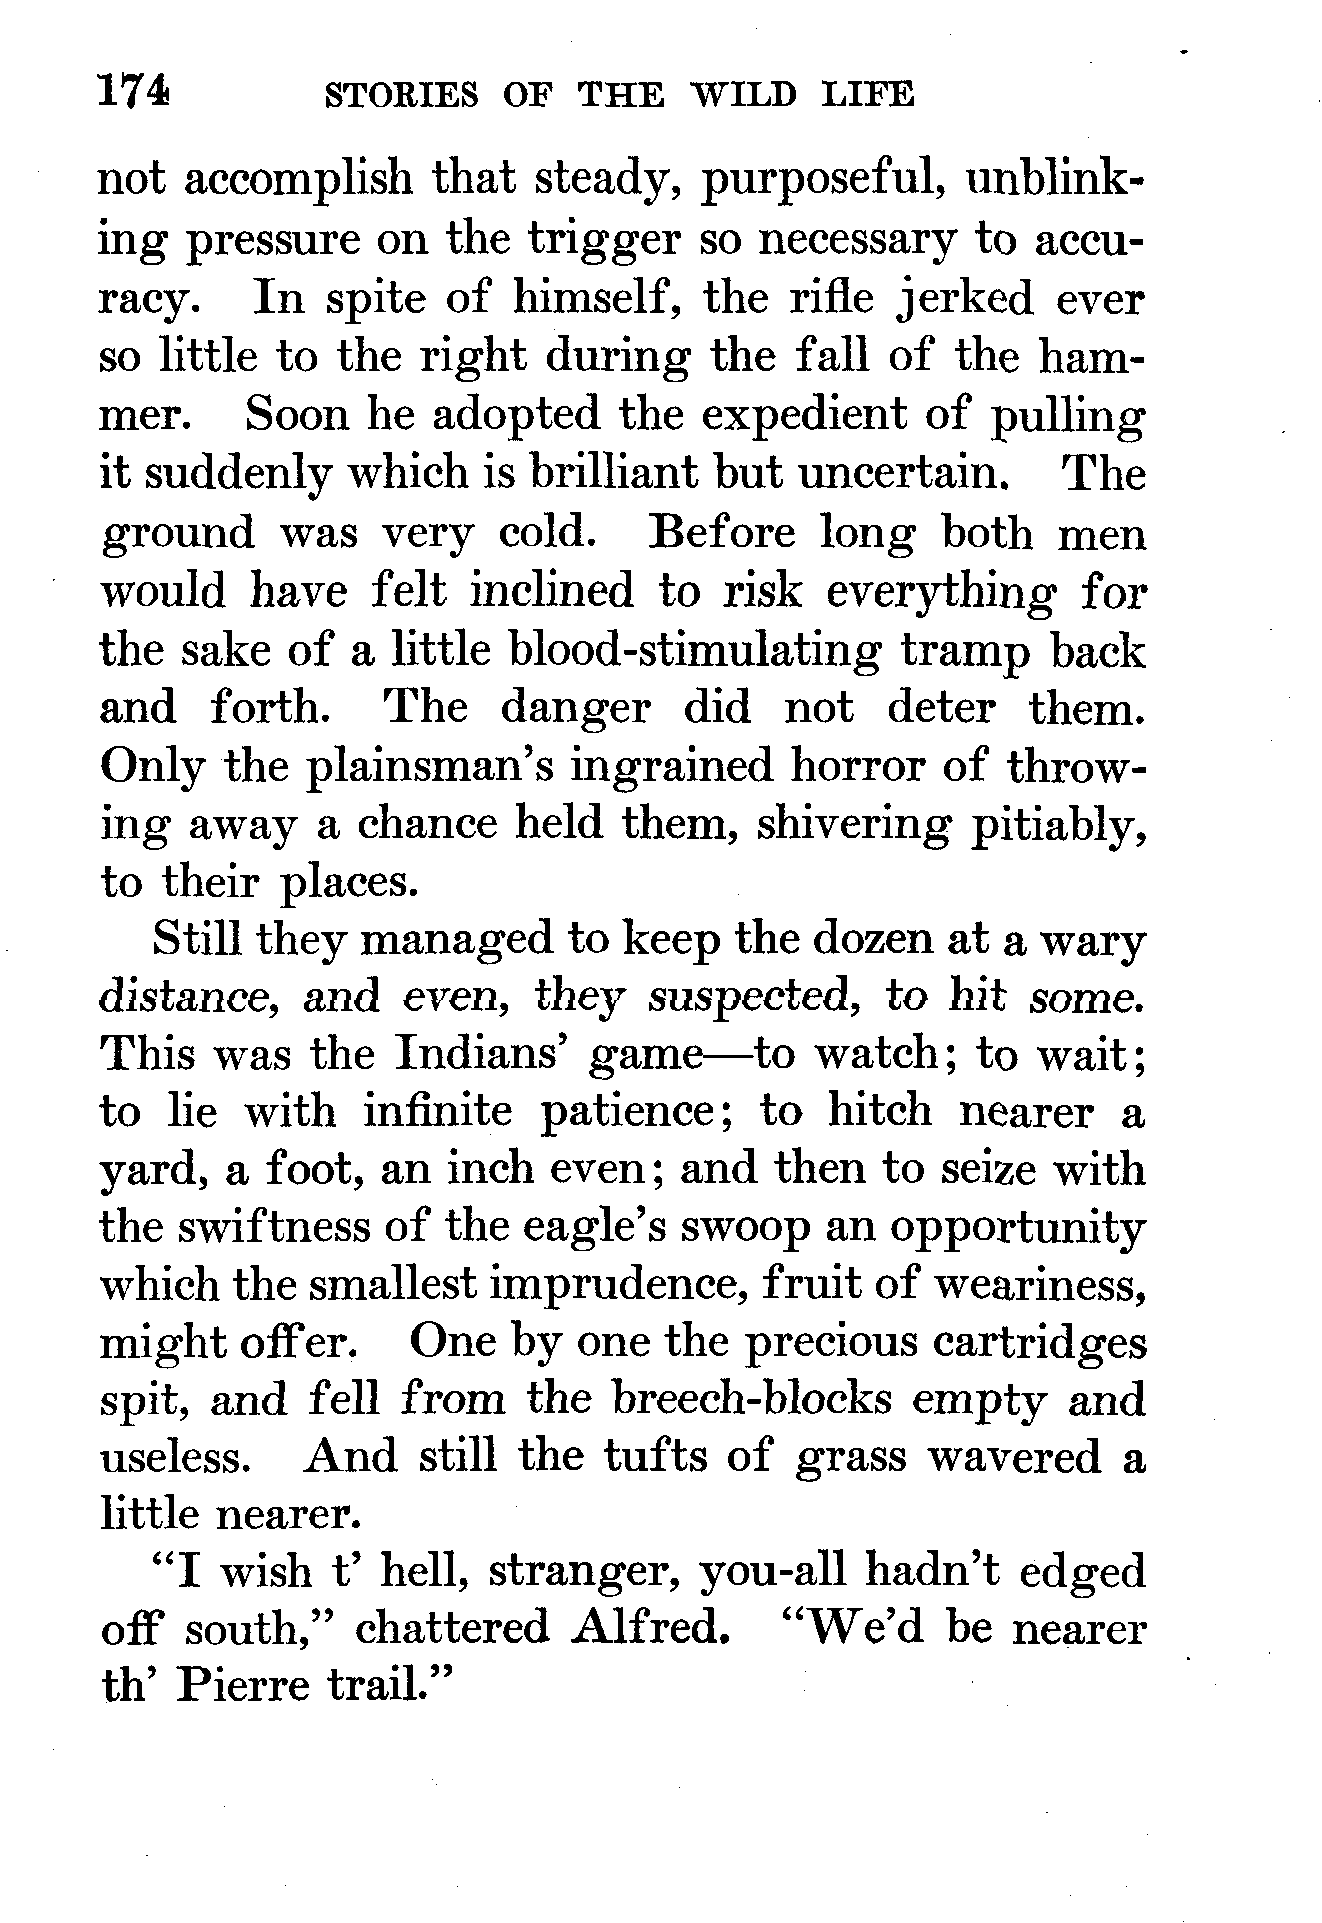 174 STORIES OF THE WILD LIFE
not accomplish that steady, purposeful, unblink-
ing pressure on the trigger so necessary to accu-
racy. In spite of himself, the rifle jerked ever
so little to the right during the fall of the ham-
mer. Soon he adopted the expedient of pulling
it suddenly which is brilliant but uncertain. The
ground was very cold. Before long both men
would have felt inclined to risk everything for
the sake of a little blood-stimulating tramp back
and forth. The danger did not deter them.
Only the plainsman's ingrained horror of throw-
ing away a chance held them, shivering pitiably,
to their places.
Still they managed to keep the dozen at a wary
distance, and even, they suspected, to hit some.
This was the Indians' game—to watch; to wait;
to lie with infinite patience; to hitch nearer a
yard, a foot, an inch even; and then to seize with
the swiftness of the eagle's swoop an opportunity
which the smallest imprudence, fruit of weariness,
might offer. One by one the precious cartridges
spit, and fell from the breech-blocks empty and
useless. And still the tufts of grass wavered a
little nearer.
"I wish t' hell, stranger, you-all hadn't edged
off south," chattered Alfred. "We'd be nearer
th' Pierre trail."